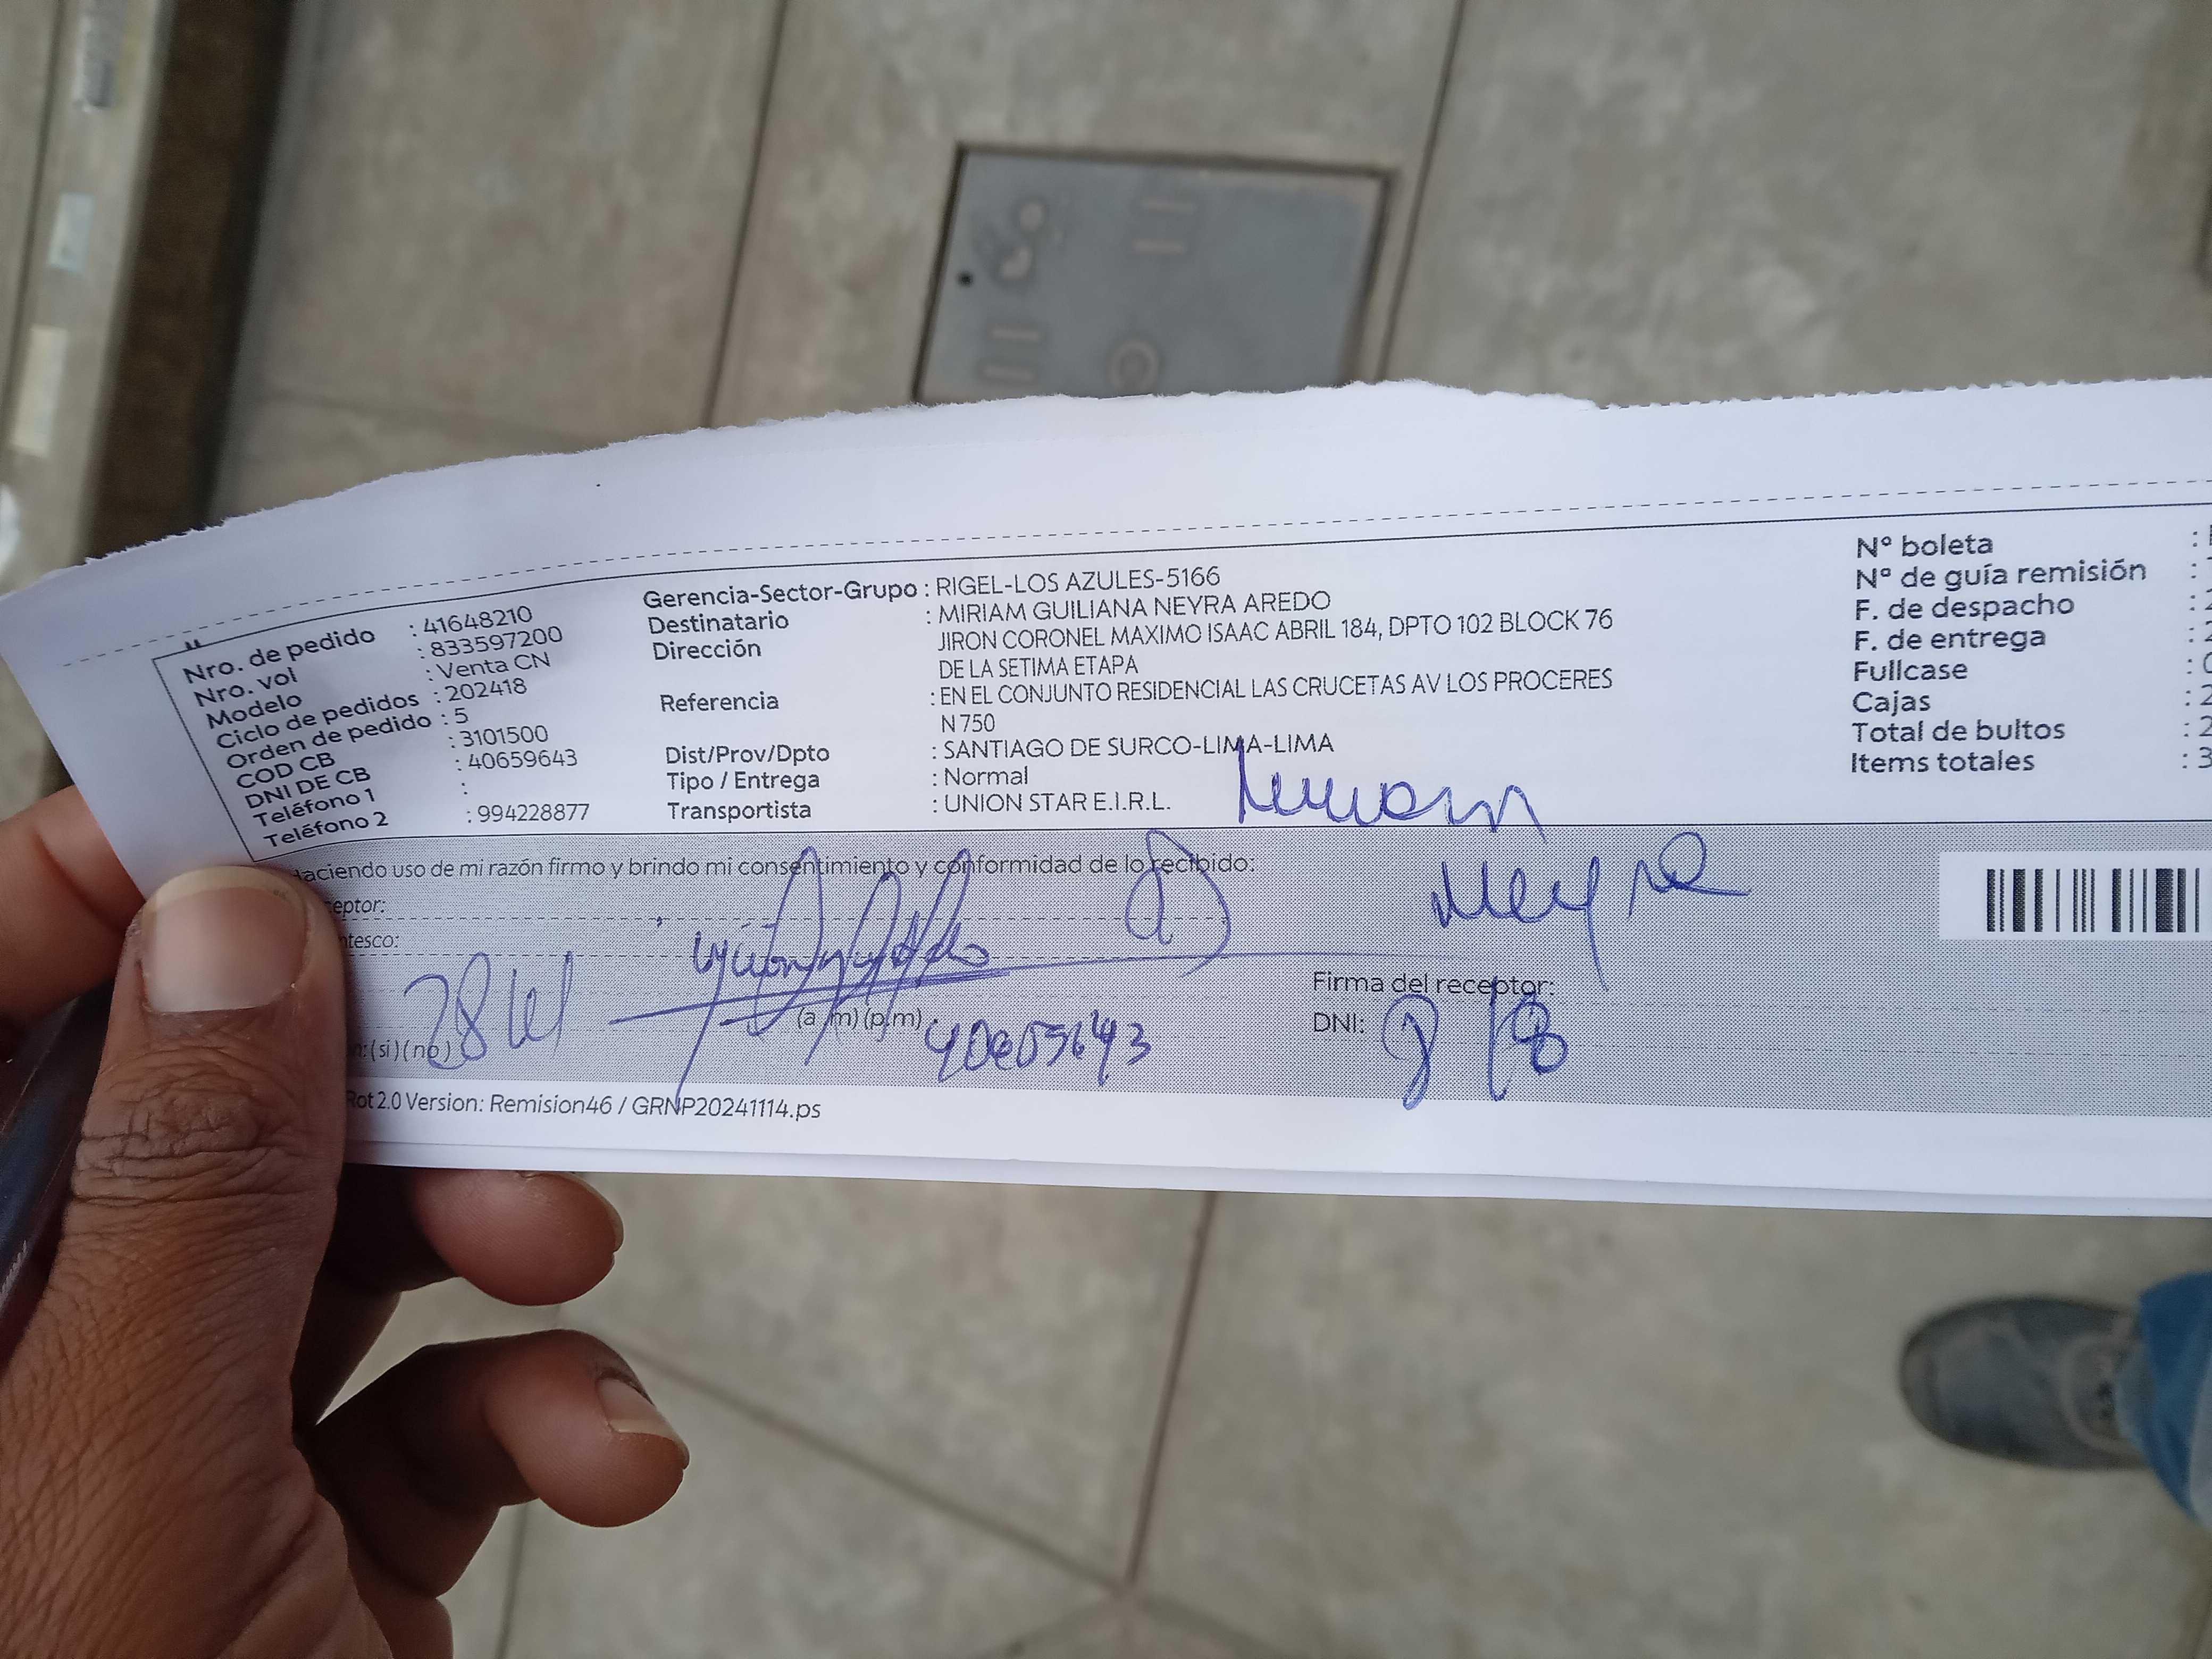 Nro. de pedido : 41648210
Nro. vol : 833597200
Modelo : Venta CN
Ciclo de pedidos : 202418
Orden de pedido : 5
COD CB : 3101500
DNI DE CB : 40659643
Teléfono 1 :
Teléfono 2 : 994228877
Gerencia-Sector-Grupo : RIGEL-LOS AZULES-5166
Destinatario : MIRIAM GUILIANA NEYRA AREDO
Dirección JIRON CORONEL MAXIMO ISAAC ABRIL 184, DPTO 102 BLOCK 76
DE LA SETIMA ETAPA
Referencia : EN EL CONJUNTO RESIDENCIAL LAS CRUCETAS AV LOS PROCERES
N 750
Dist/Prov/Dpto : SANTIAGO DE SURCO-LIMA-LIMA
Tipo / Entrega : Normal
Transportista : UNION STAR E.I.R.L.
Nº boleta :
Nº de guía remisión :
F. de despacho : 2
F. de entrega : 2
Fullcase :
Cajas : 2
Total de bultos : 2
Items totales : 3
Haciendo uso de mi razón firmo y brindo mi consentimiento y conformidad de lo recibido:
eptor:
ntesco:
Neyra
Firma del receptor:
(a m) (p m)
DNI:
(si) (no)
Rot 2.0 Version: Remision46 / GRNP20241114.ps